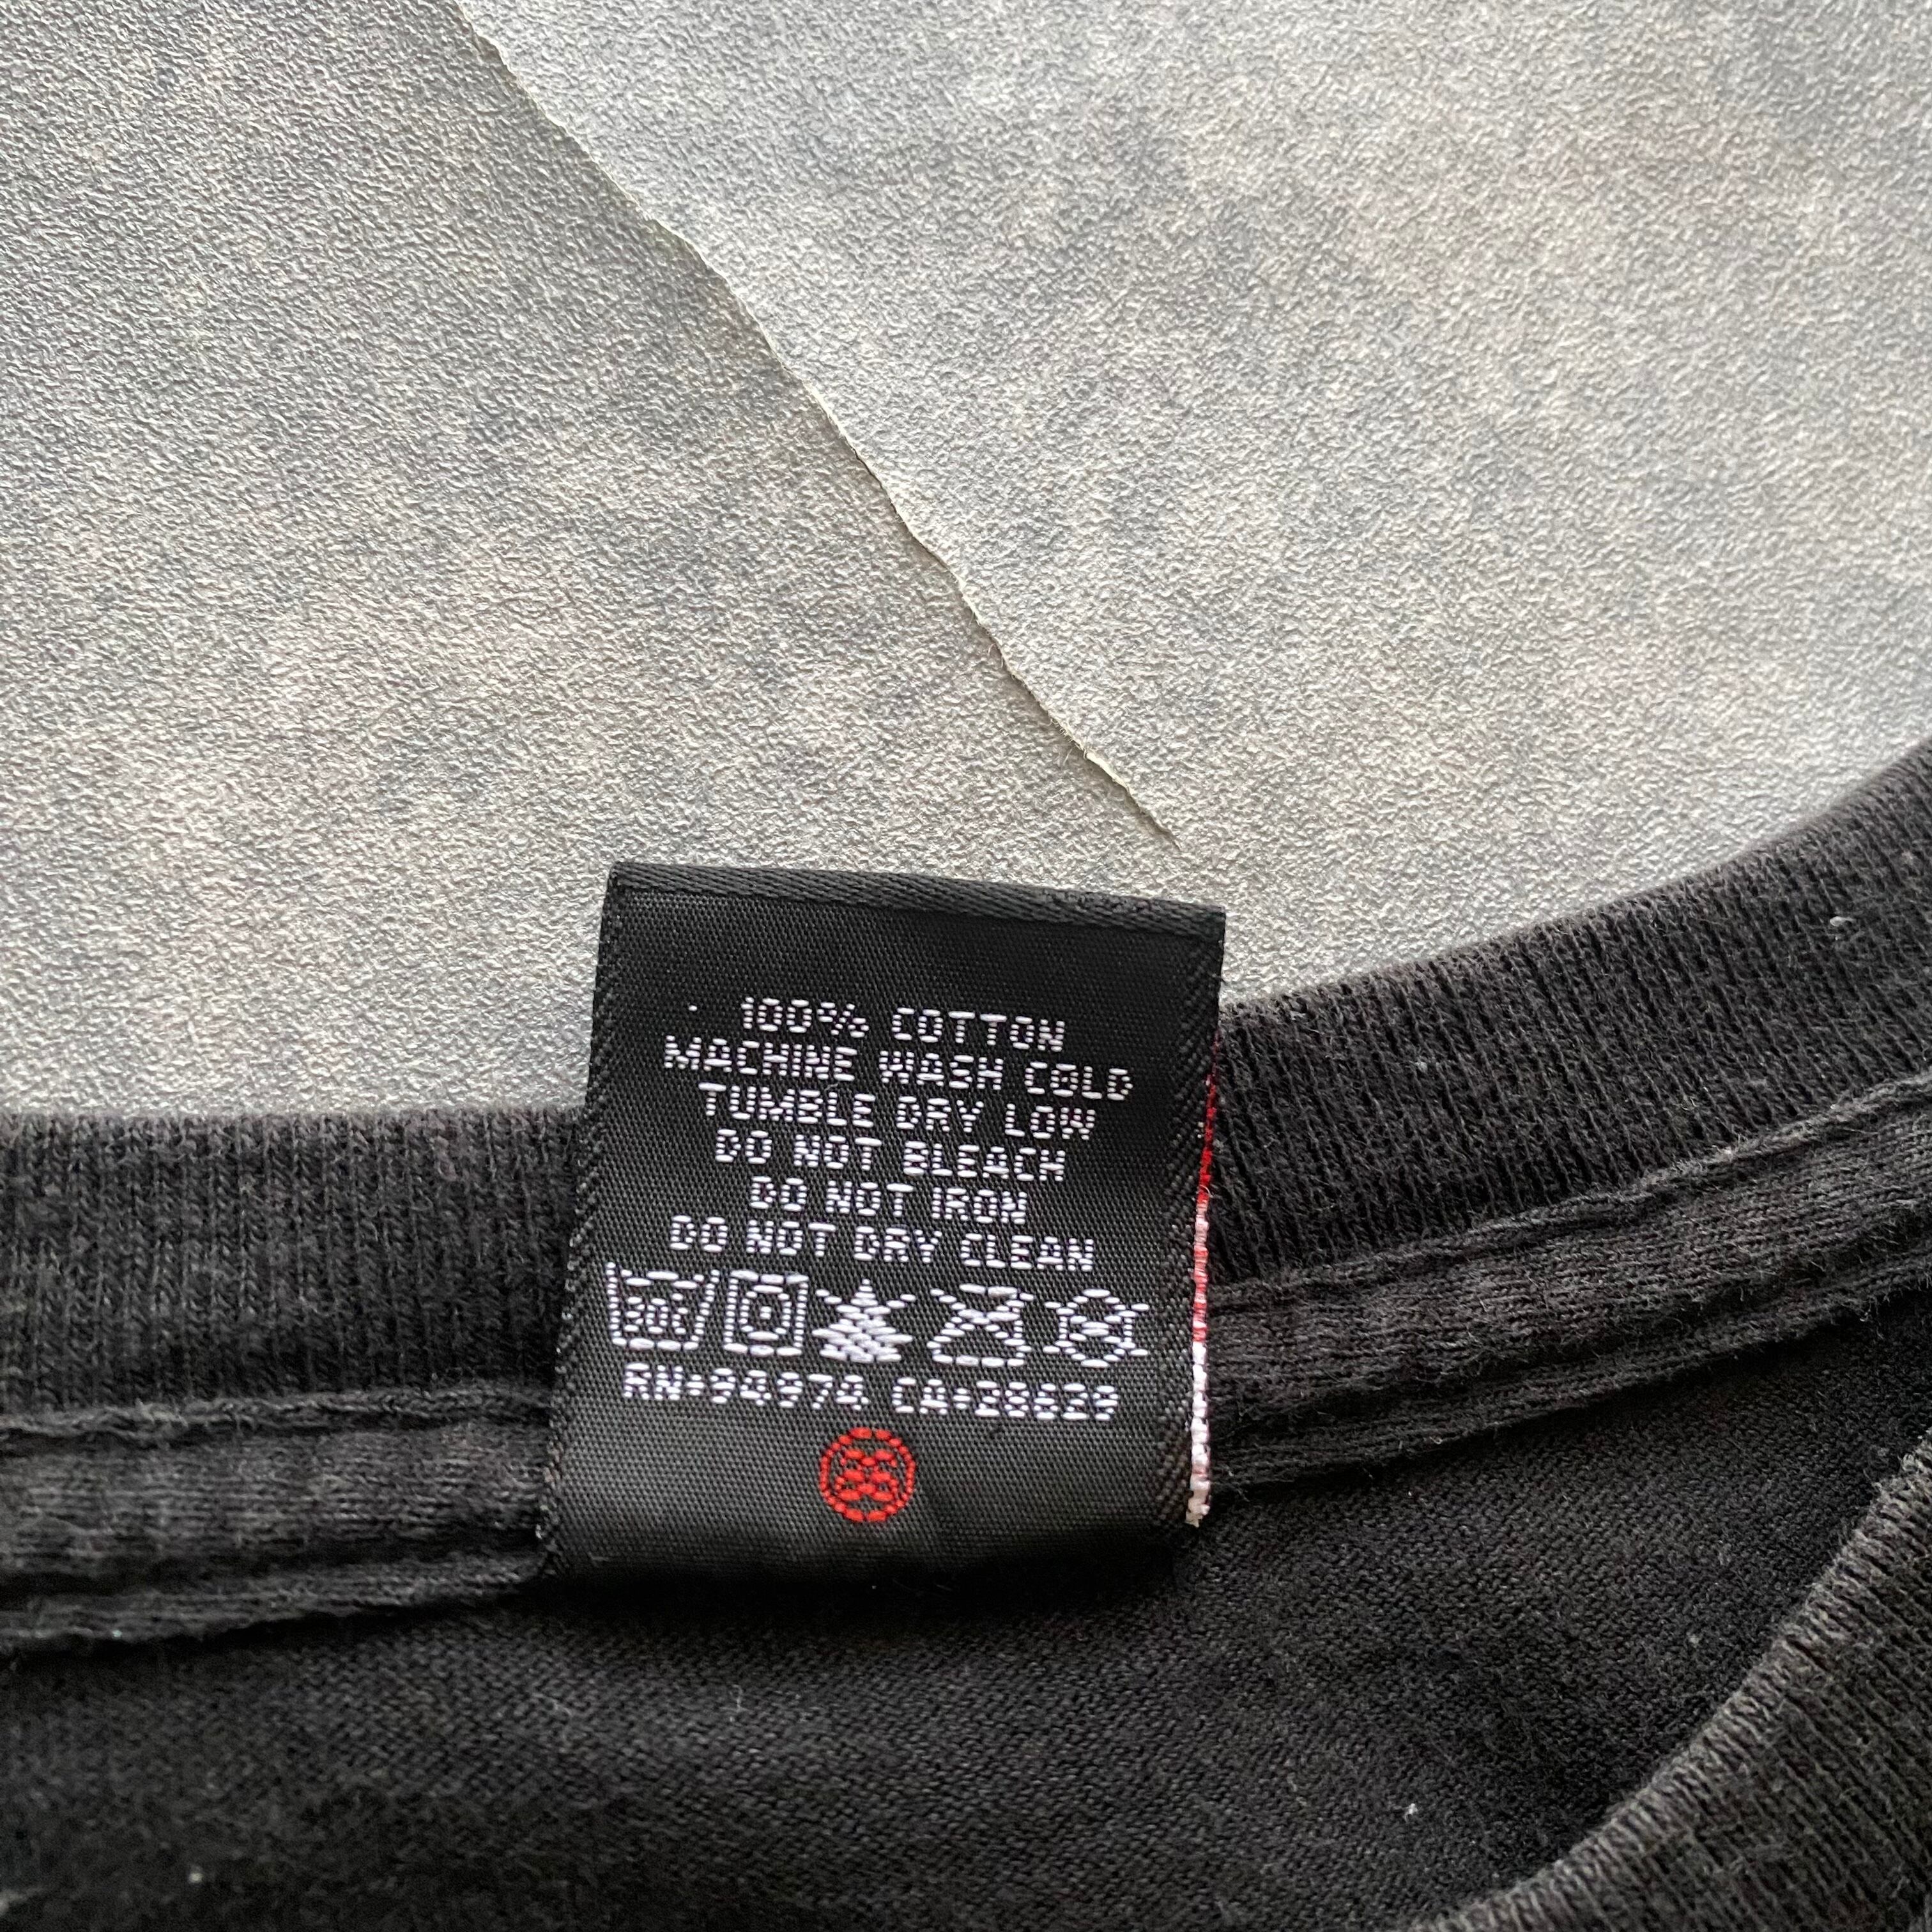 100% COTTON
MACHINE WASH COLD
TUMBLE DRY LOW
DO NOT BLEACH
DO NOT IRON
DO NOT DRY CLEAN
RN•94974 CA•28629